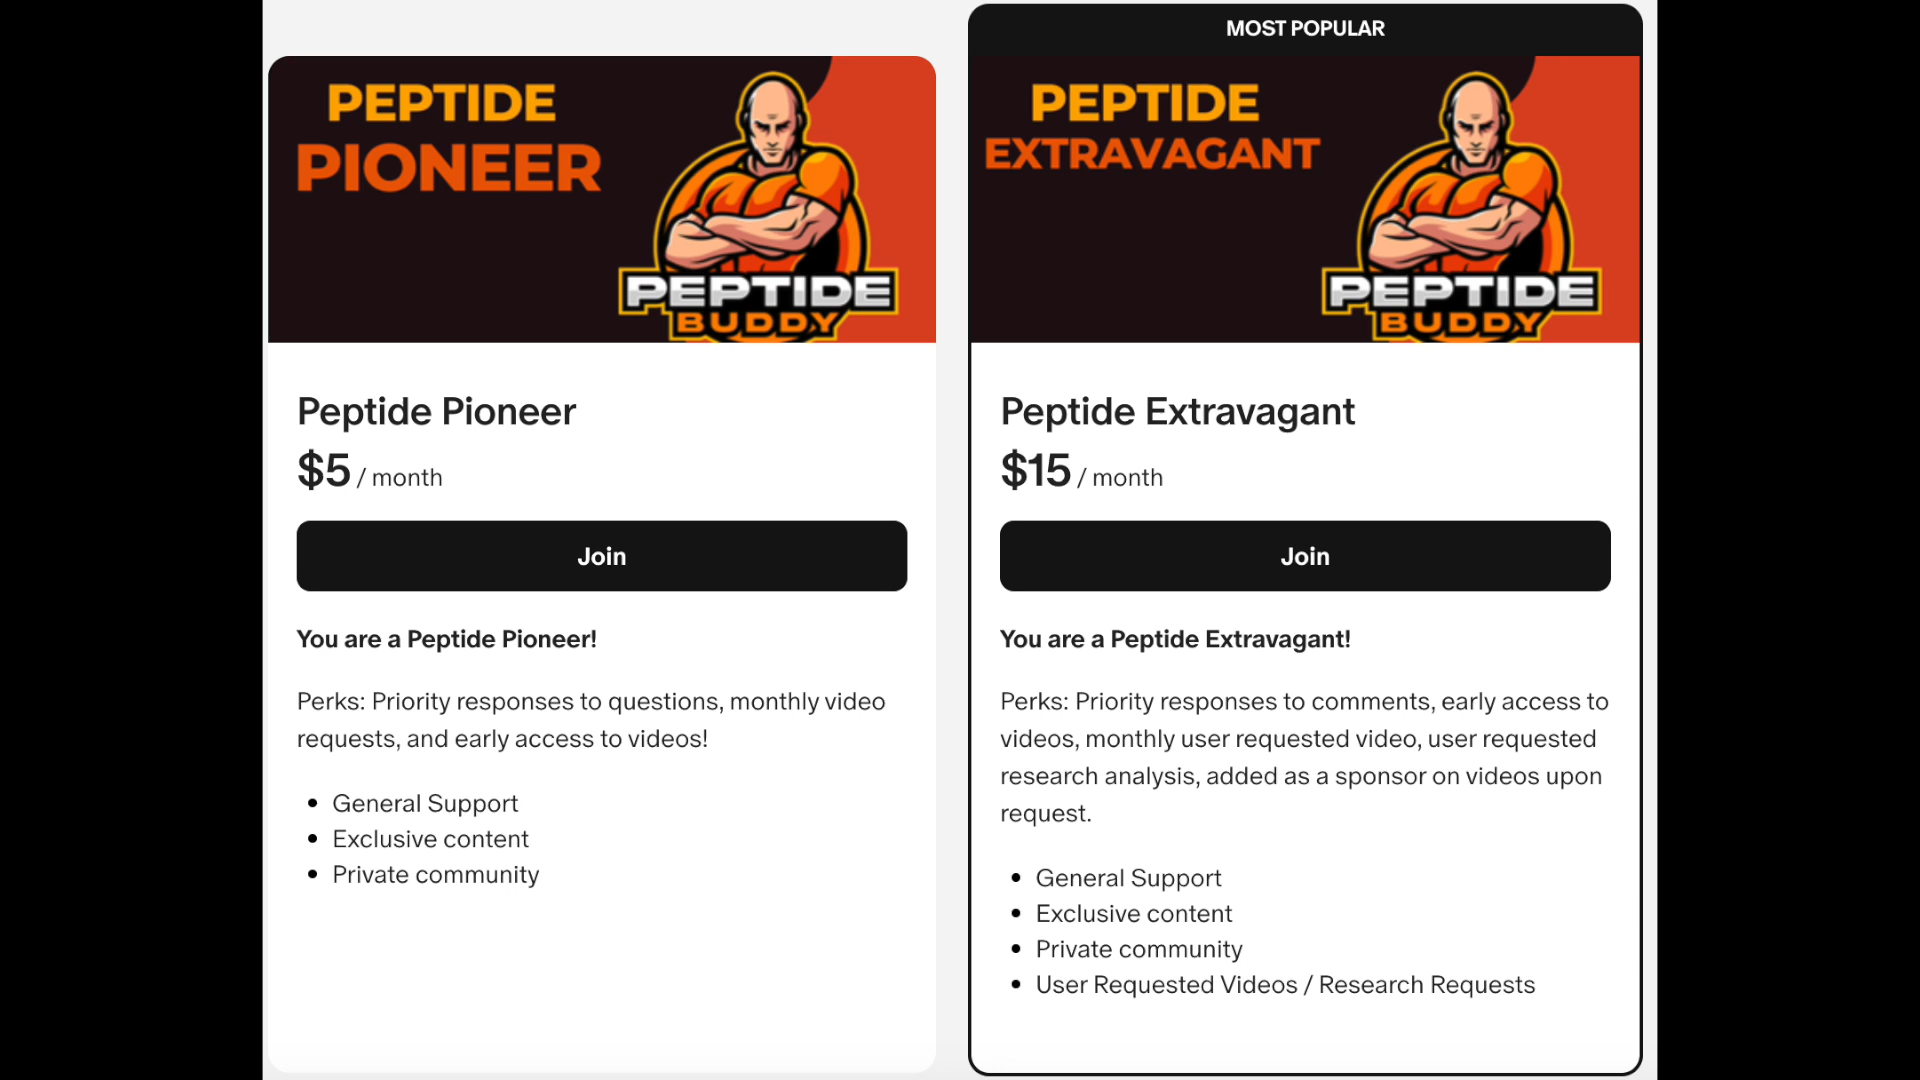 PEPTIDE
PIONEER
PEPTIDE
BUDDY
Peptide Pioneer
$5 / month
Join
You are a Peptide Pioneer!
Perks: Priority responses to questions, monthly video
requests, and early access to videos!
General Support
Exclusive content
Private community
MOST POPULAR
PEPTIDE
EXTRAVAGANT
PEPTIDE
BUDDY
Peptide Extravagant
$15 / month
Join
You are a Peptide Extravagant!
Perks: Priority responses to comments, early access to
videos, monthly user requested video, user requested
research analysis, added as a sponsor on videos upon
request.
General Support
Exclusive content
Private community
User Requested Videos / Research Requests